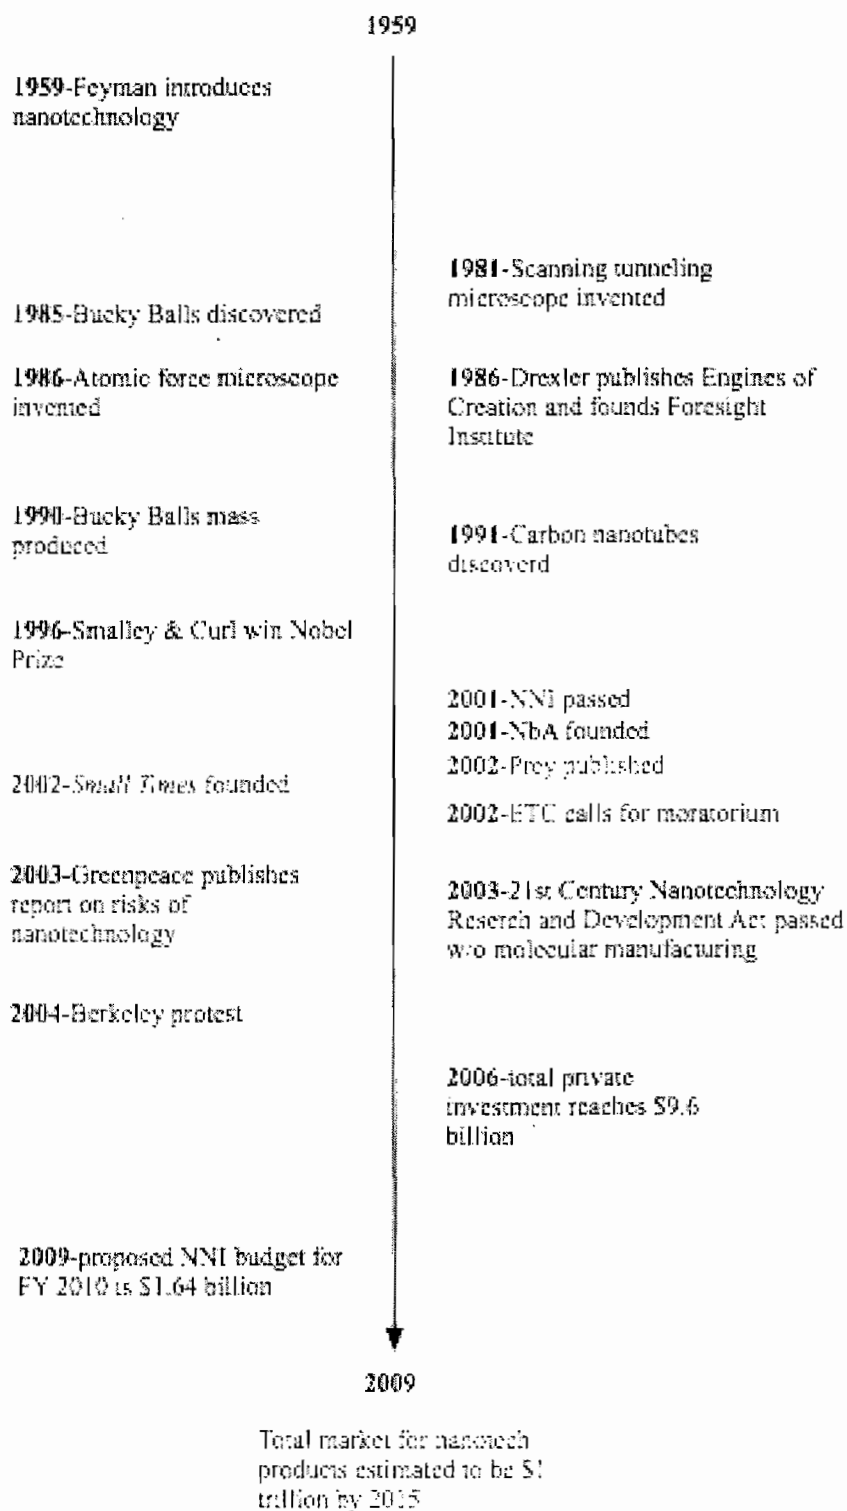 1959
1959-Feyman introduces
nanotechnology
1981-Scanning tunneling
microscope invented
1985-Bucky Balls discovered
1986-Atomic force microscope
invented
1986-Drexler publishes Engines of
Creation and founds Foresight
Institute
1990-Bucky Balls mass
produced
1991-Carbon nanotubes
discoverd
1996-Smalley & Curl win Nobel
Prize
2001-NNI passed
2001-NbA founded
2002-Prey published
2002-Small Times founded
2002-ETC calls for moratorium
2003-Greenpeace publishes
report on risks of
nanotechnology
2003-21st Century Nanotechnology
Reserch and Development Act passed
w/o molecular manufacturing
2004-Berkeley protest
2006-total private
investment reaches $9.6
billion
2009-proposed NNI budget for
FY 2010 is $1.64 billion
2009
Total market for nanotech
products estimated to be $1
trillion by 2015